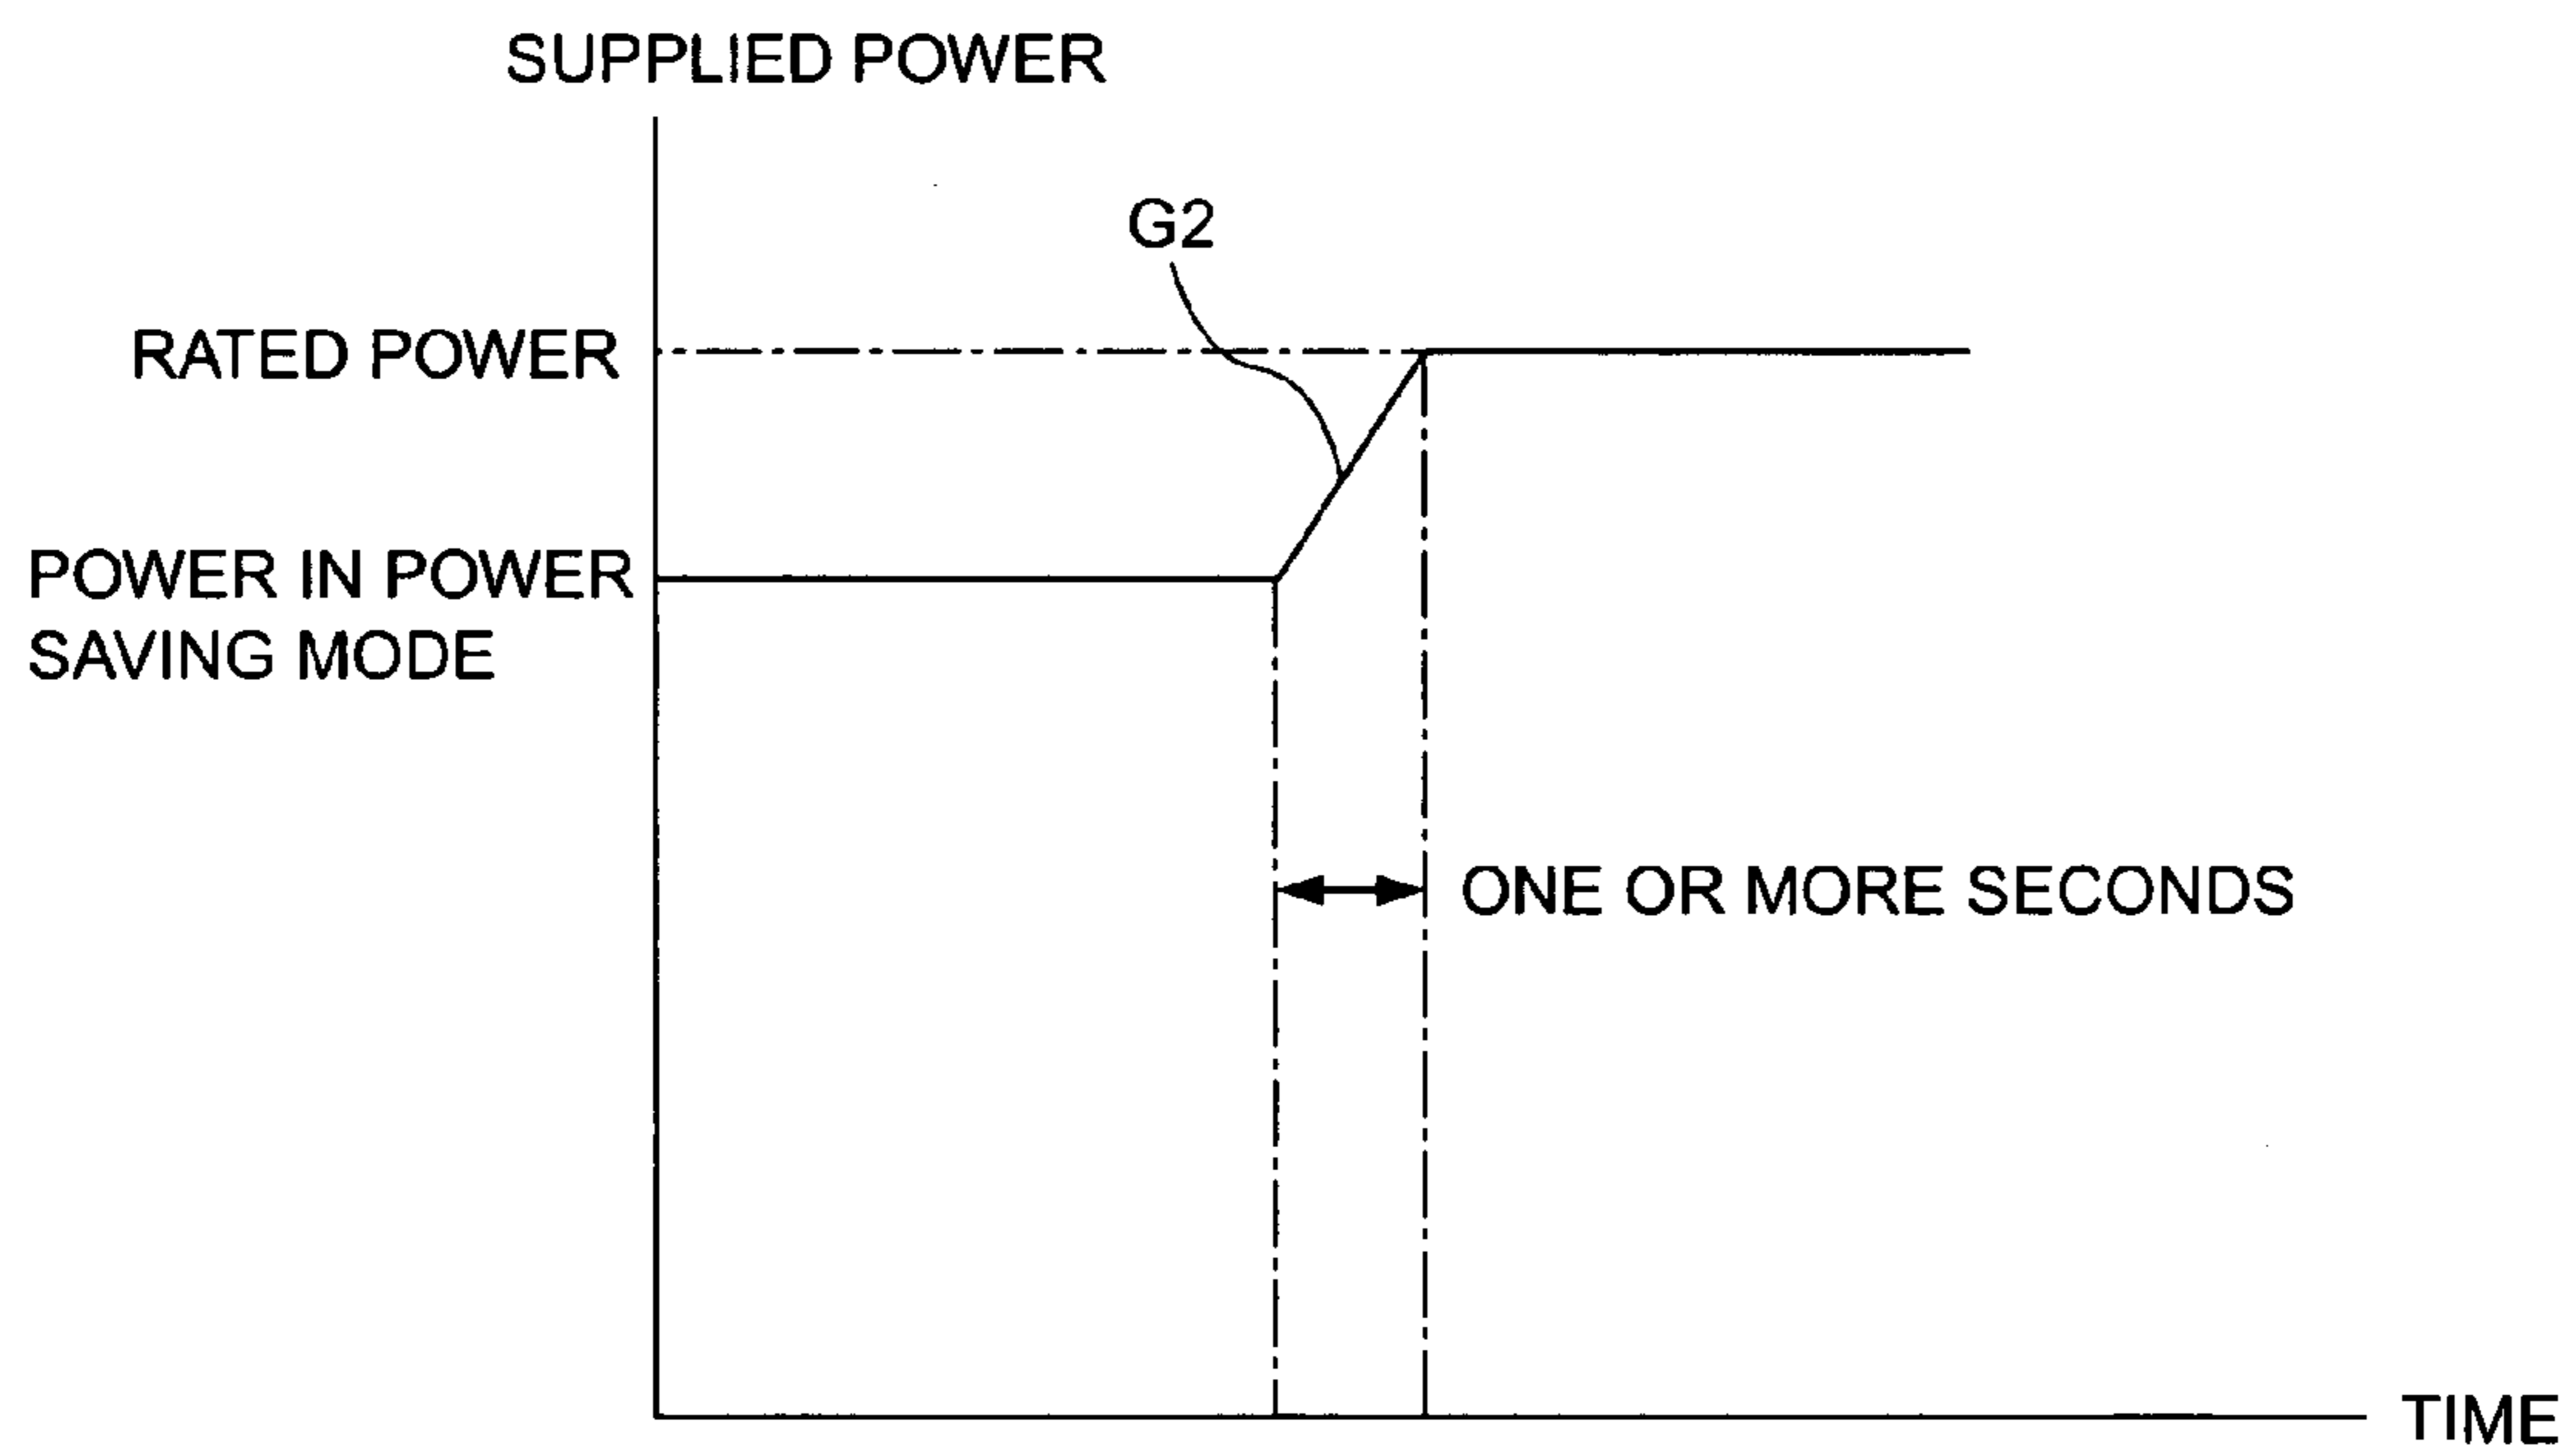 SUPPLIED POWER
G2
RATED POWER
POWER IN POWER
SAVING MODE
ONE OR MORE SECONDS
TIME